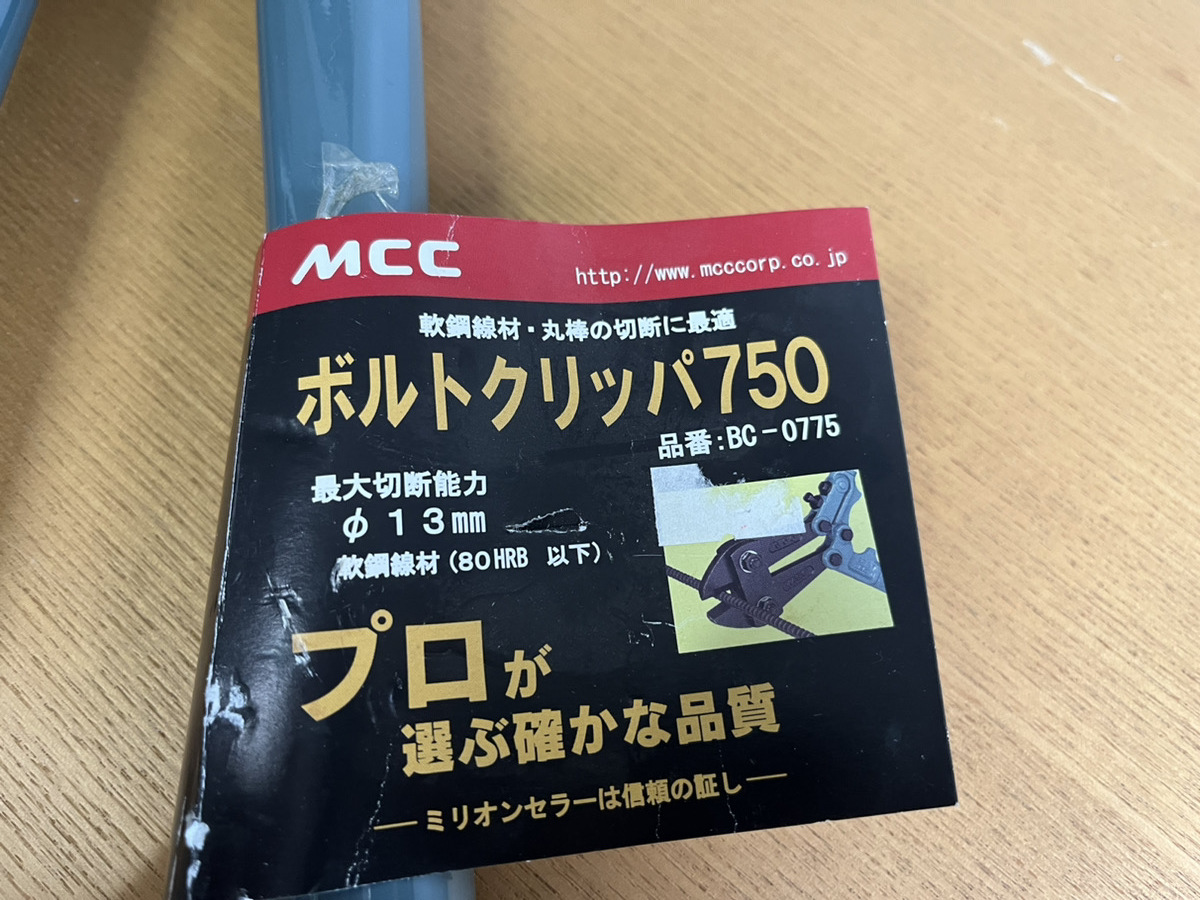 MCC
http://www.mcccorp.co.jp
軟鋼線材・丸棒の切断に最適
ボルトクリッパ750
品番:BC-0775
最大切断能力
φ13mm
軟鋼線材(80HRB 以下)
プロが
選ぶ確かな品質
―ミリオンセラーは信頼の証し―